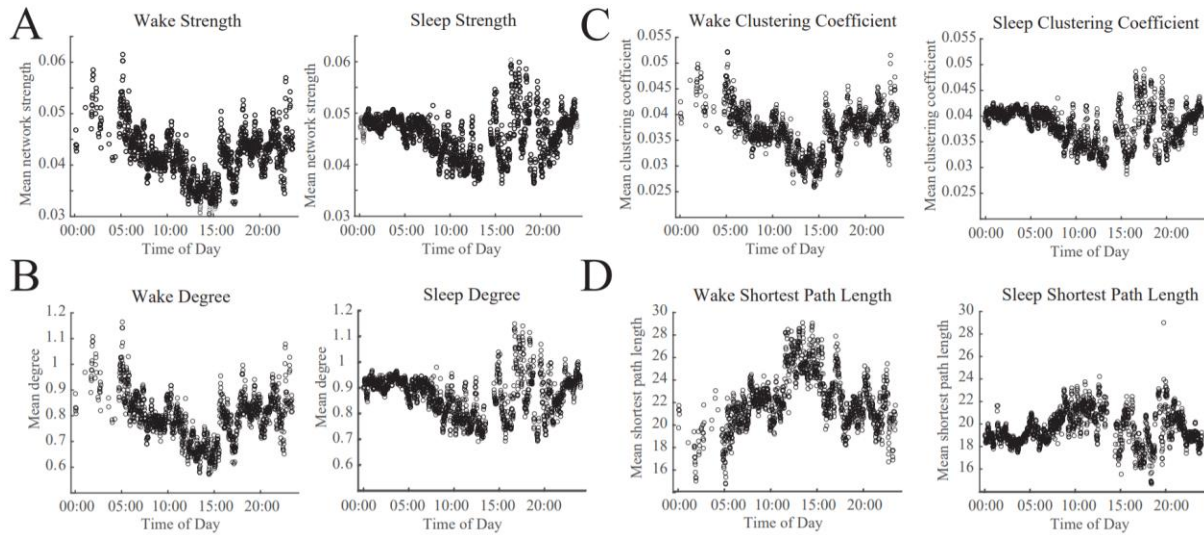 A
Wake Strength
Mean network strength
0.06
0.05
0.04
0.03
00:00 05:00 10:00 15:00 20:00
Time of Day
Sleep Strength
Mean network strength
0.06
0.05
0.04
0.03
00:00 05:00 10:00 15:00 20:00
Time of Day
B
Wake Degree
Mean degree
1.2
1.1
1
0.9
0.8
0.7
0.6
00:00 05:00 10:00 15:00 20:00
Time of Day
Sleep Degree
Mean degree
1.2
1.1
1
0.9
0.8
0.7
0.6
0.5
00:00 05:00 10:00 15:00 20:00
Time of Day
C
Wake Clustering Coefficient
Mean clustering coefficient
0.055
0.05
0.045
0.04
0.035
0.03
0.025
00:00 05:00 10:00 15:00 20:00
Time of Day
Sleep Clustering Coefficient
Mean clustering coefficient
0.055
0.05
0.045
0.04
0.035
0.03
0.025
00:00 05:00 10:00 15:00 20:00
Time of Day
D
Wake Shortest Path Length
Mean shortest path length
30
28
26
24
22
20
18
16
00:00 05:00 10:00 15:00 20:00
Time of Day
Sleep Shortest Path Length
Mean shortest path length
30
28
26
24
22
20
18
16
00:00 05:00 10:00 15:00 20:00
Time of Day